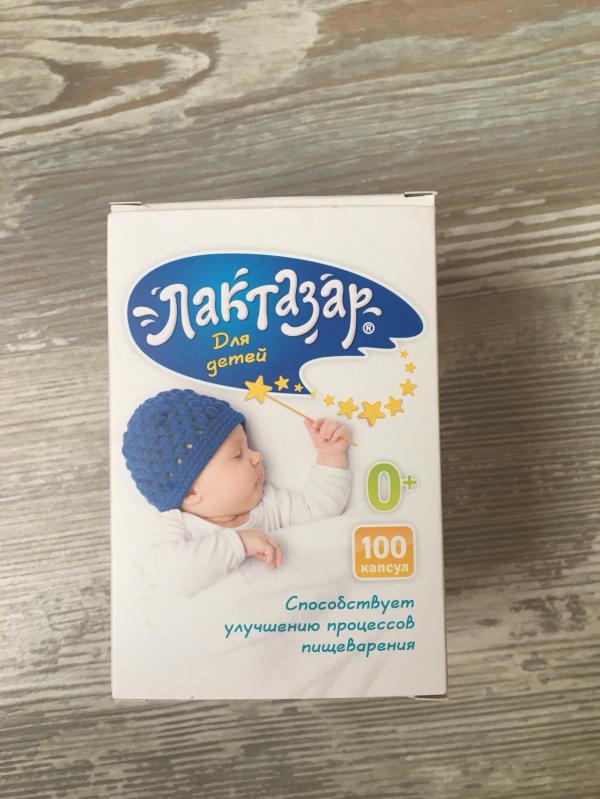 Лактазар®
Для
детей
0+
100
капсул
Способствует
улучшению процессов
пищеварения